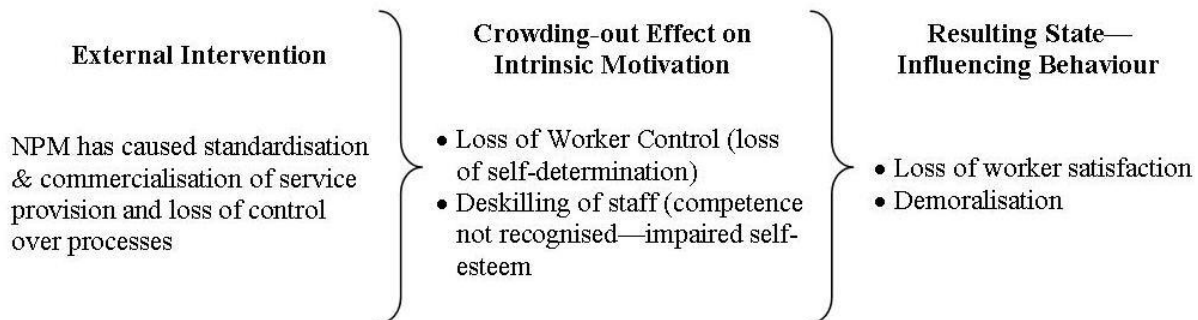 External Intervention
NPM has caused standardisation
& commercialisation of service
provision and loss of control
over processes
Crowding-out Effect on
Intrinsic Motivation
• Loss of Worker Control (loss
of self-determination)
• Deskilling of staff (competence
not recognised—impaired self-
esteem
Resulting State—
Influencing Behaviour
• Loss of worker satisfaction
• Demoralisation